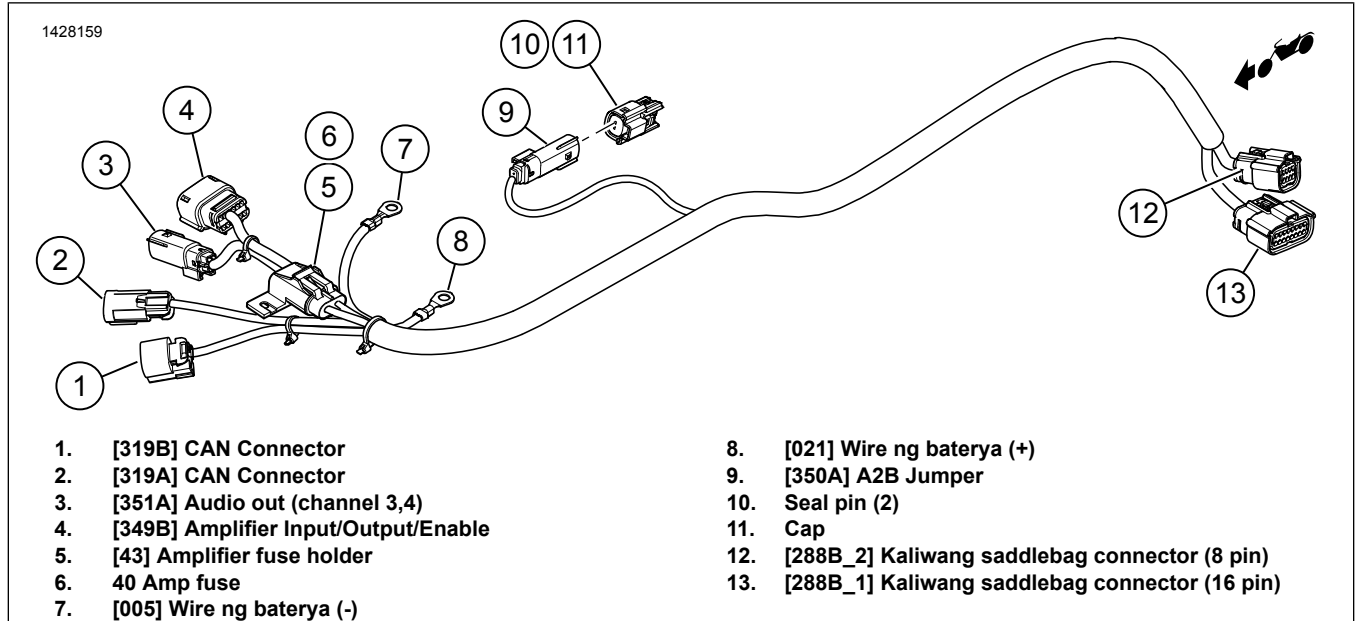 1428159
10
11
4
9
6
7
3
5
8
12
2
13
1
1. [319B] CAN Connector
2. [319A] CAN Connector
3. [351A] Audio out (channel 3,4)
4. [349B] Amplifier Input/Output/Enable
5. [43] Amplifier fuse holder
6. 40 Amp fuse
7. [005] Wire ng baterya (-)
8. [021] Wire ng baterya (+)
9. [350A] A2B Jumper
10. Seal pin (2)
11. Cap
12. [288B_2] Kaliwang saddlebag connector (8 pin)
13. [288B_1] Kaliwang saddlebag connector (16 pin)